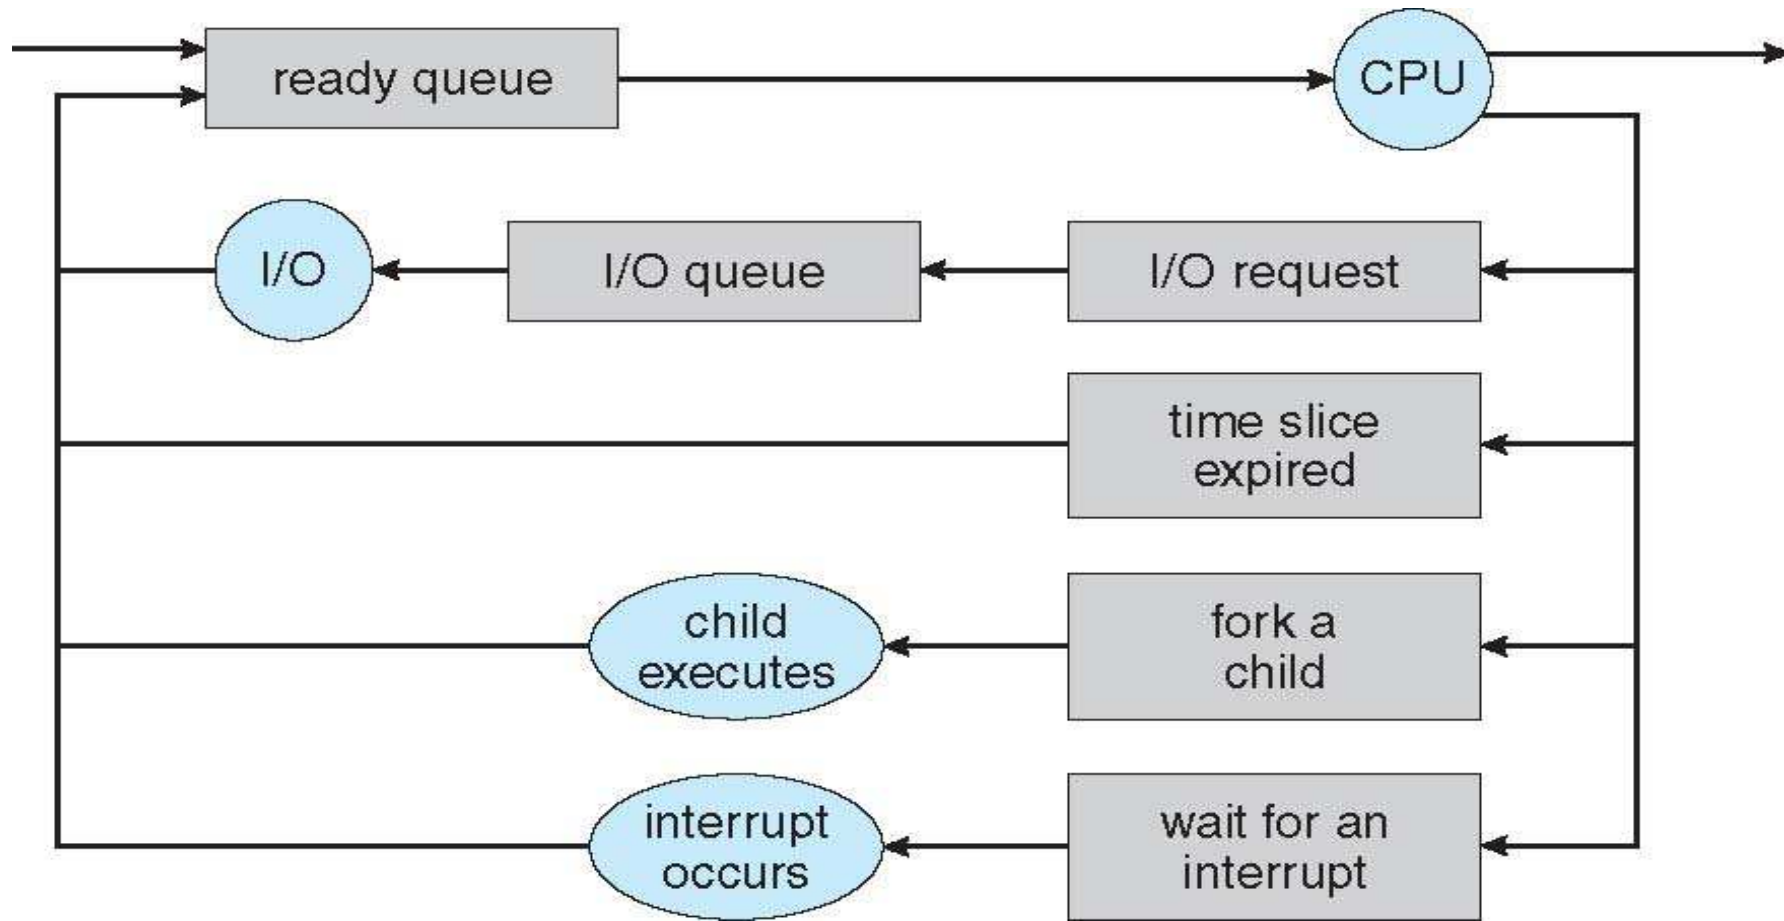 ready queue
CPU
I/O
I/O queue
I/O request
time slice
expired
child
executes
fork a
child
interrupt
occurs
wait for an
interrupt